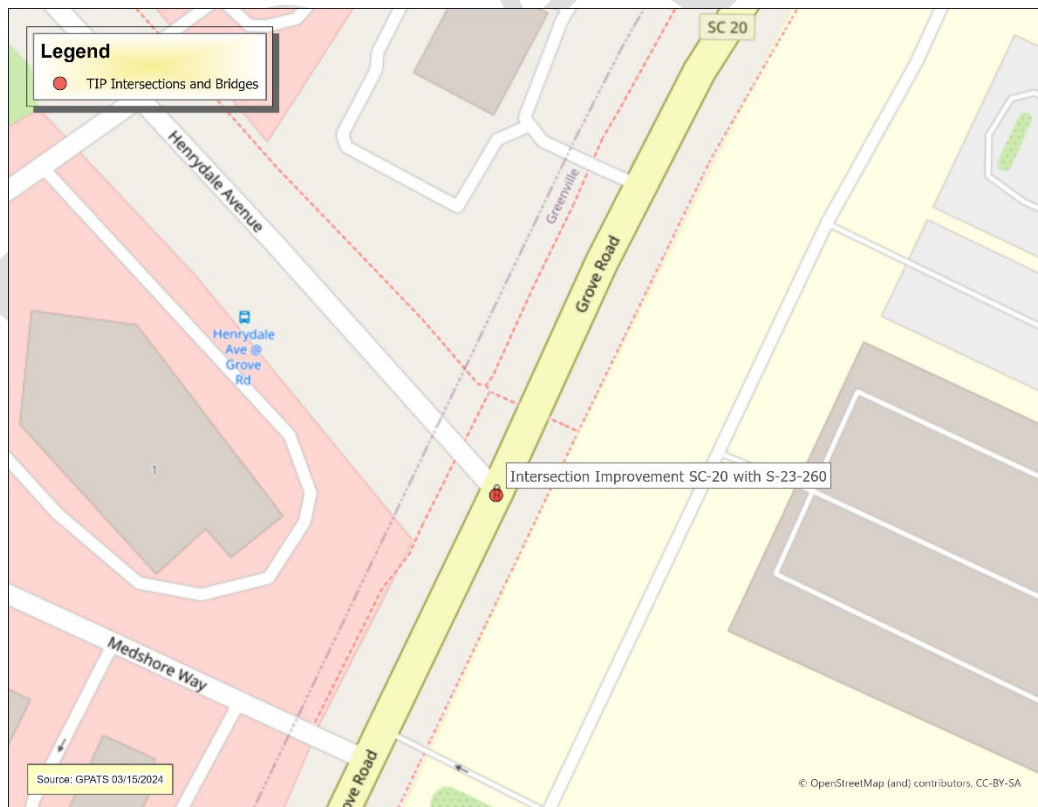 Legend
TIP Intersections and Bridges
SC 20
Henrydale Avenue
Greenville
Grove Road
Henrydale
Ave @
Grove
Rd
1
Intersection Improvement SC-20 with S-23-260
Medshore Way
Grove Road
Source: GPATS 03/15/2024
© OpenStreetMap (and) contributors, CC-BY-SA